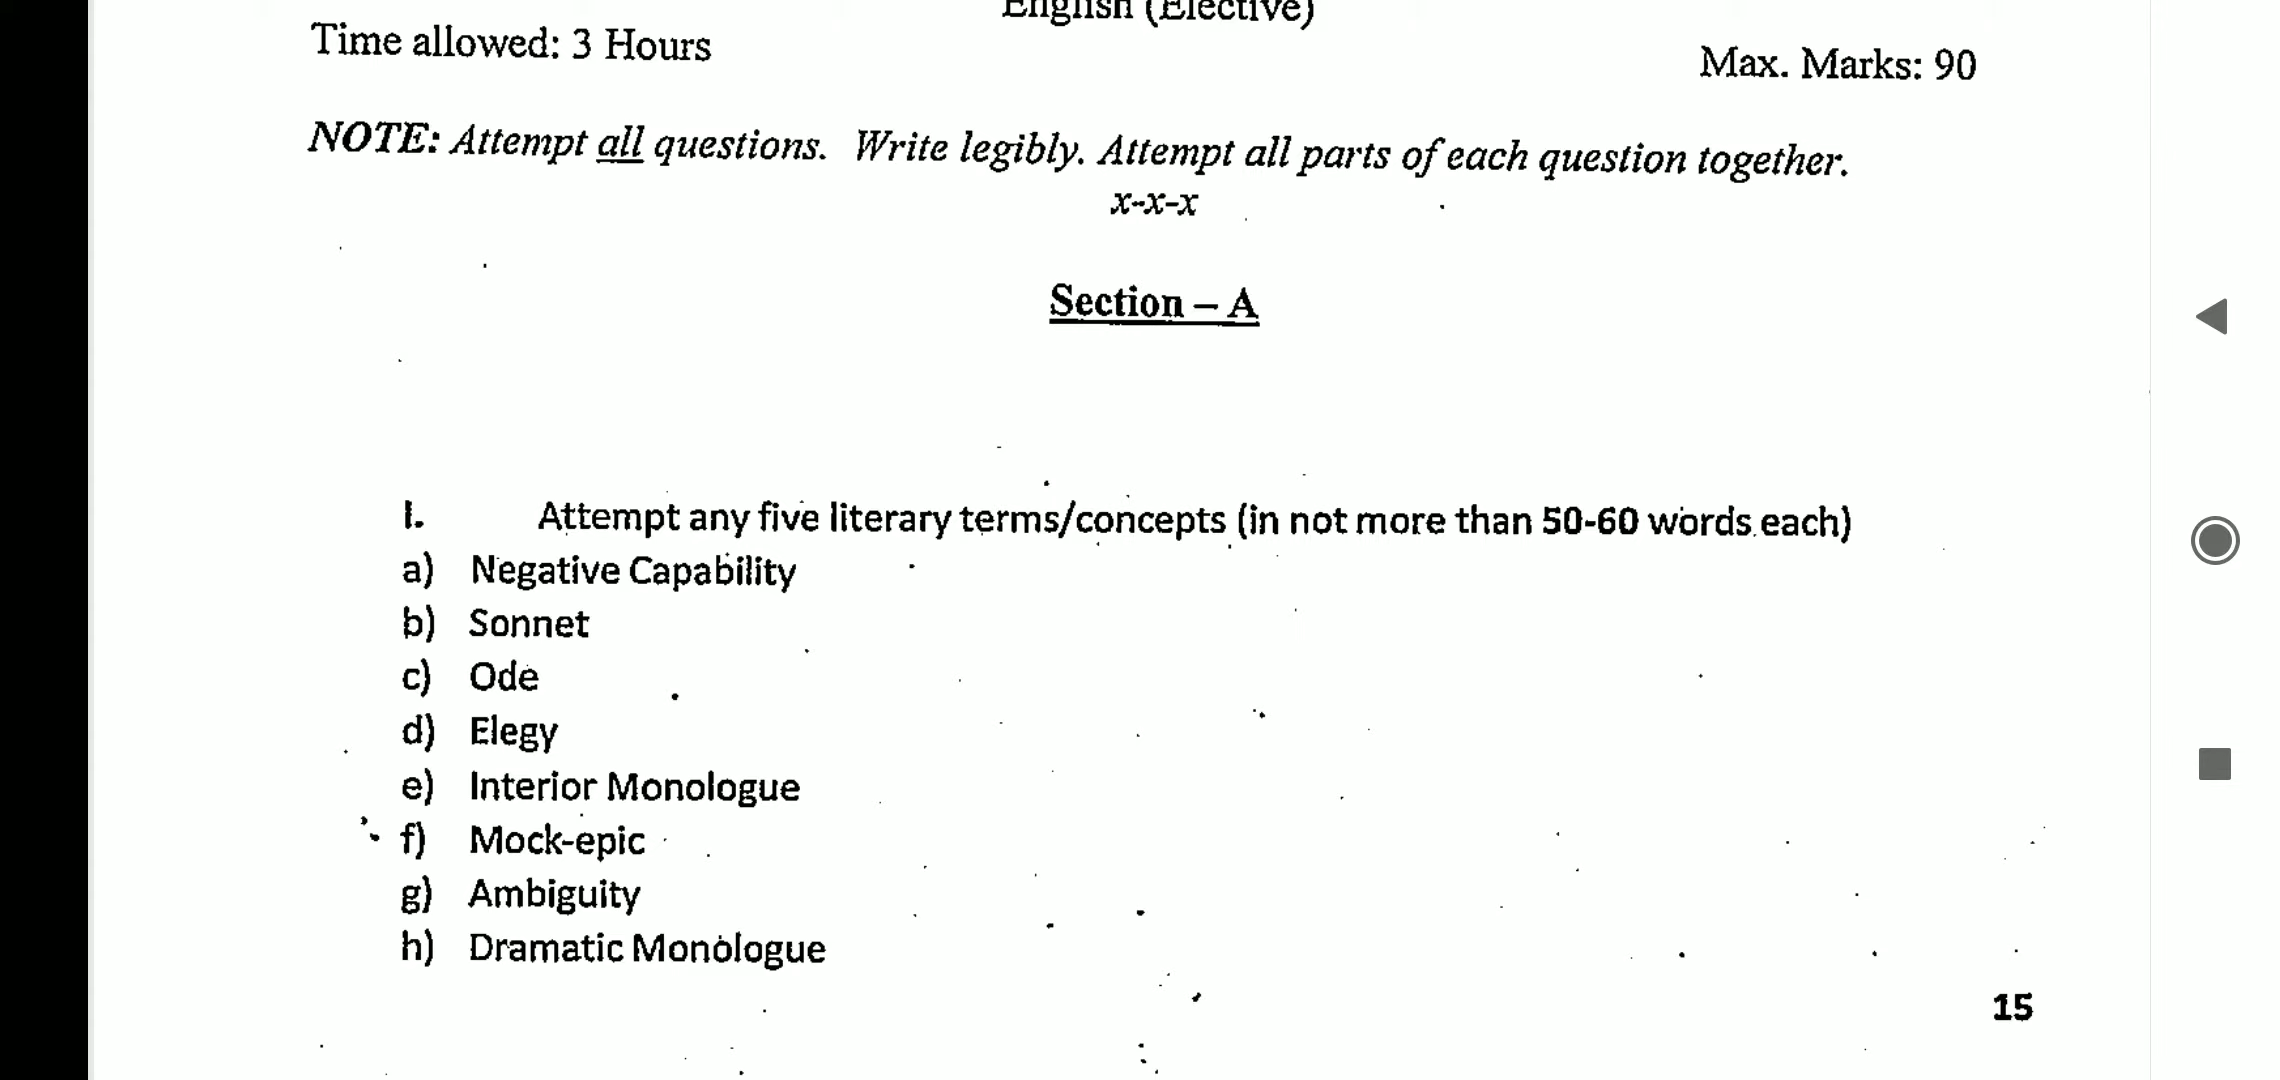 English (Elective)
Time allowed: 3 Hours
Max. Marks: 90
NOTE: Attempt all questions. Write legibly. Attempt all parts of each question together.
x-x-x
Section – A
I. Attempt any five literary terms/concepts (in not more than 50-60 words each)
a) Negative Capability
b) Sonnet
c) Ode
d) Elegy
e) Interior Monologue
f) Mock-epic
g) Ambiguity
h) Dramatic Monologue
15